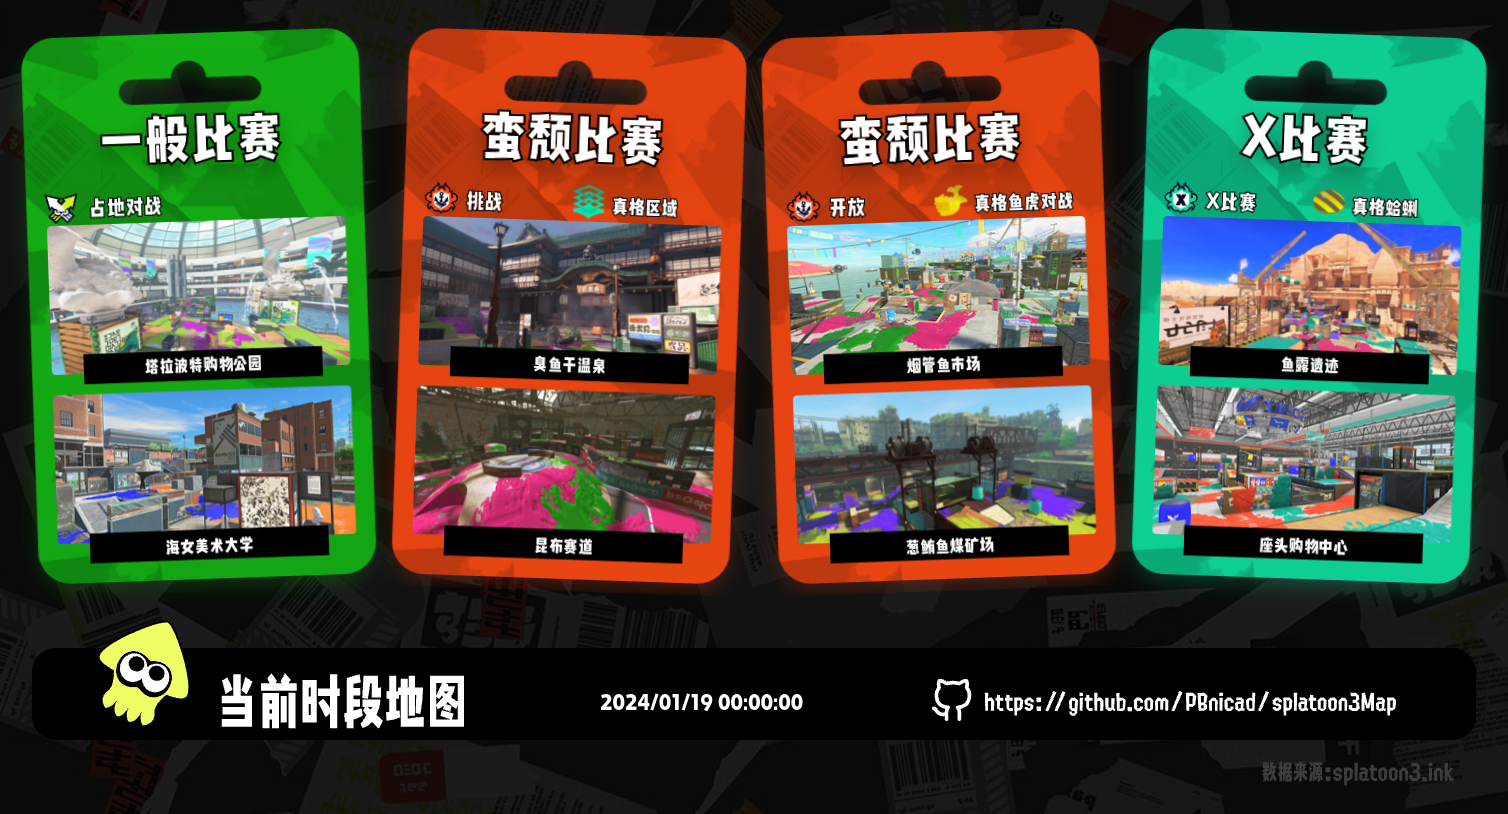 一般比赛
占地对战
塔拉波特购物公园
海女美术大学
蛮颓比赛
挑战
真格区域
臭鱼干温泉
昆布赛道
蛮颓比赛
开放
真格鱼虎对战
烟管鱼市场
葱鲔鱼煤矿场
X比赛
X比赛
真格蛤蜊
鱼露遗迹
座头购物中心
当前时段地图
2024/01/19 00:00:00
https://github.com/PBnicad/splatoon3Map
数据来源:splatoon3.ink